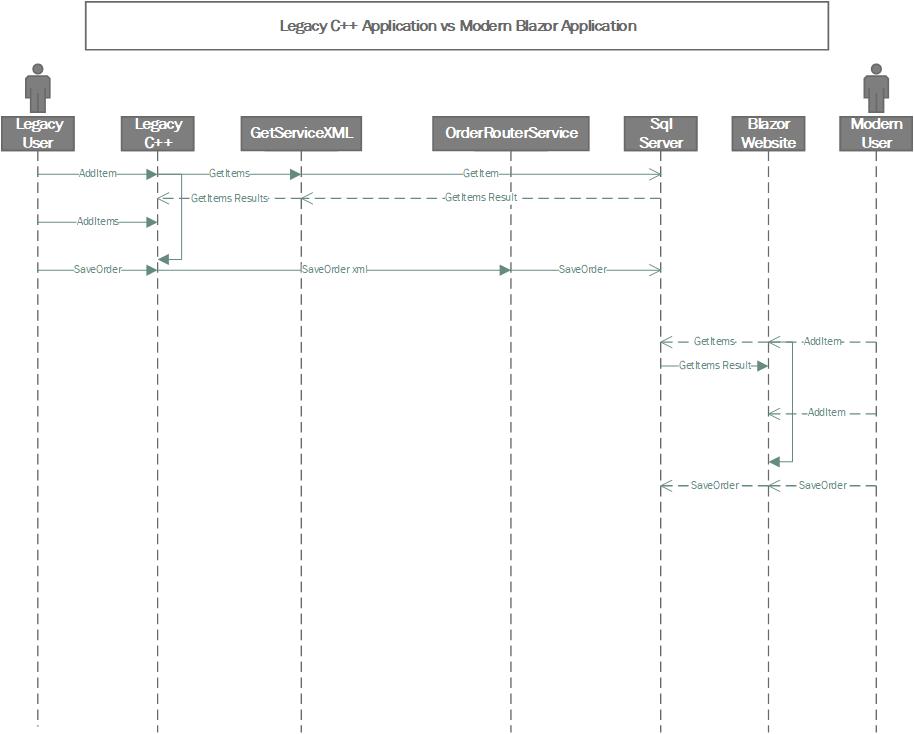 Legacy C++ Application vs Modern Blazor Application
Legacy
User
Legacy
C++
GetServiceXML
OrderRouterService
Sql
Server
Blazor
Website
Modern
User
AddItem
GetItems
GetItem
GetItems Results
GetItems Result
AddItems
SaveOrder
SaveOrder xml
SaveOrder
GetItems
AddItem
GetItems Result
AddItem
SaveOrder
SaveOrder